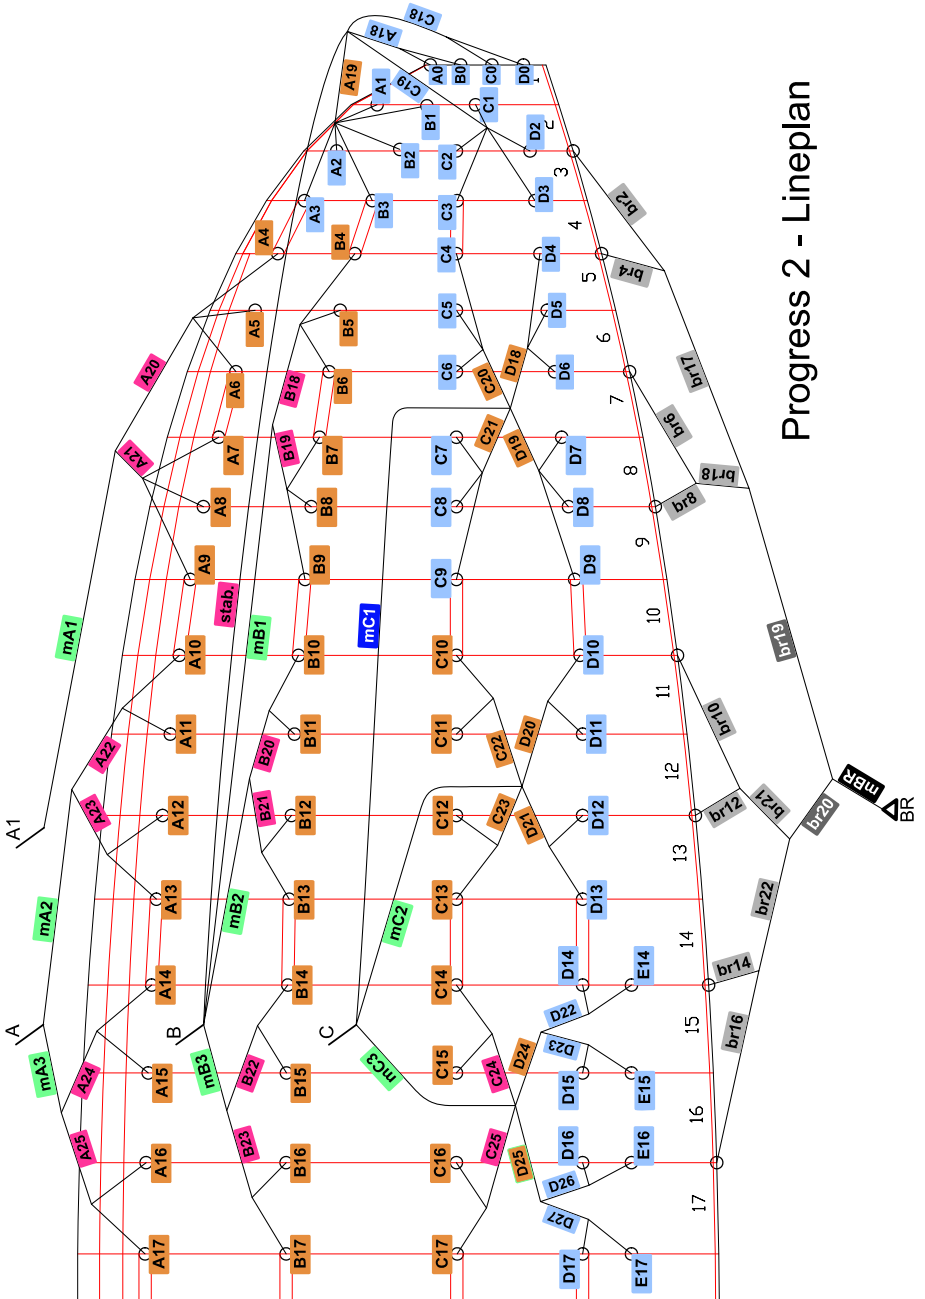 C18
A18
A19
A1
C19
A0
B0
C0
D0
1
B1
C1
2
A2
B2
C2
D2
3
A3
B3
C3
D3
br2
4
A4
B4
C4
D4
br4
5
A5
B5
C5
D5
6
A20
A6
B18
B6
C6
C20
D18
D6
br17
7
A21
A7
B19
B7
C7
C21
D19
D7
br6
8
A8
B8
C8
D8
br8
br18
9
A9
B9
C9
D9
mA1
stab.
mB1
mC1
10
br19
A10
B10
C10
D10
11
A22
A11
B20
B11
C11
C22
D20
D11
br10
12
A23
A12
B21
B12
C12
C23
D21
D12
br12
br21
br20
mBR
BR
A1
13
mA2
A13
mB2
B13
mC2
C13
D13
br22
14
A14
B14
C14
D14
E14
br14
A
B
C
15
mA3
A24
A15
mB3
B22
B15
mC3
C15
C24
D24
D22
D23
D15
E15
br16
16
A25
A16
B23
B16
C16
C25
D25
D16
D26
E16
17
A17
B17
C17
D27
D17
E17
Progress 2 - Lineplan